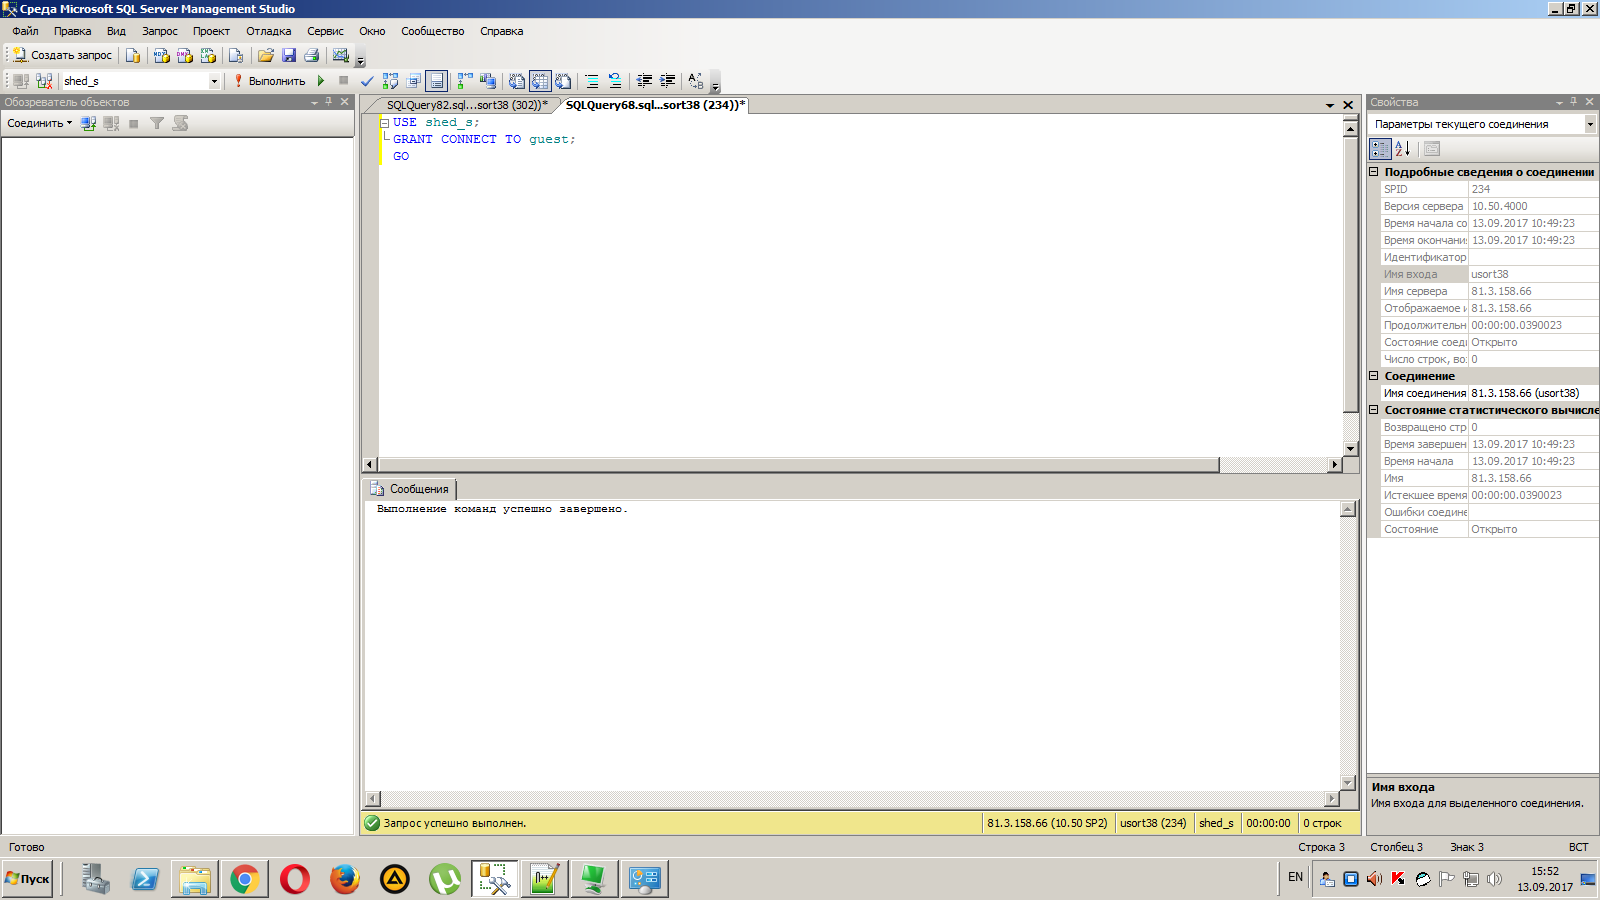 Среда Microsoft SQL Server Management Studio
Файл Правка Вид Запрос Проект Отладка Сервис Окно Сообщество Справка
Создать запрос
shed_s Выполнить
Обозреватель объектов
Соединить
SQLQuery82.sql...sort38 (302))* SQLQuery68.sql...sort38 (234))*
USE shed_s;
GRANT CONNECT TO guest;
GO
Сообщения
Выполнение команд успешно завершено.
Запрос успешно выполнен. 81.3.158.66 (10.50 SP2) usort38 (234) shed_s 00:00:00 0 строк
Свойства
Параметры текущего соединения
Подробные сведения о соединении
SPID 234
Версия сервера 10.50.4000
Время начала со 13.09.2017 10:49:23
Время окончани 13.09.2017 10:49:23
Идентификатор
Имя входа usort38
Имя сервера 81.3.158.66
Отображаемое и 81.3.158.66
Продолжительн 00:00:00.0390023
Состояние соеди Открыто
Число строк, во 0
Соединение
Имя соединения 81.3.158.66 (usort38)
Состояние статистического вычисле
Возвращено стр 0
Время завершен 13.09.2017 10:49:23
Время начала 13.09.2017 10:49:23
Имя 81.3.158.66
Истекшее время 00:00:00.0390023
Ошибки соедине
Состояние Открыто
Имя входа
Имя входа для выделенного соединения.
Готово Строка 3 Столбец 3 Знак 3 ВСТ
Пуск EN 15:52
13.09.2017